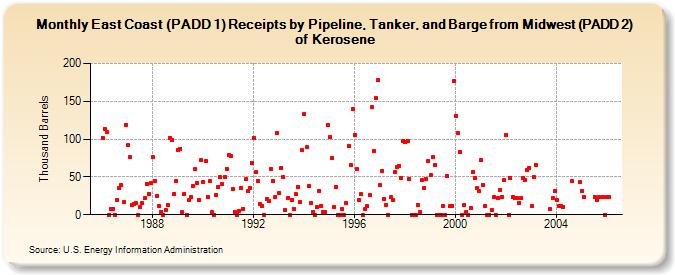 Monthly East Coast (PADD 1) Receipts by Pipeline, Tanker, and Barge from Midwest (PADD 2)
of Kerosene
Thousand Barrels
200
150
100
50
0
1988
1992
1996
2000
2004
Source: U.S. Energy Information Administration